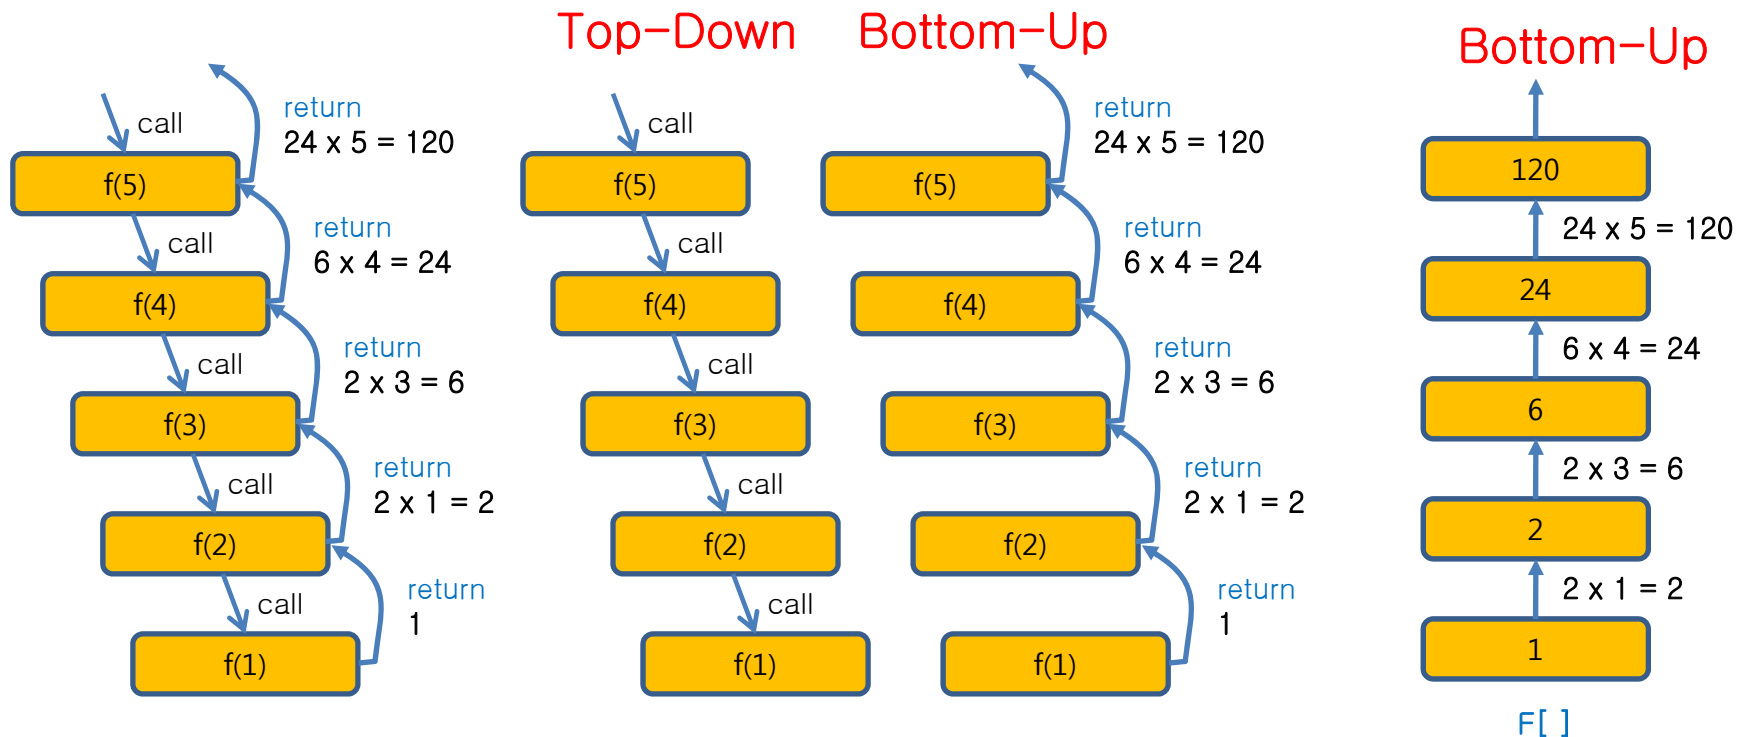 Top-Down
Bottom-Up
Bottom-Up
call
return
24 x 5 = 120
f(5)
call
return
6 x 4 = 24
f(4)
call
return
2 x 3 = 6
f(3)
call
return
2 x 1 = 2
f(2)
call
return
1
f(1)
call
f(5)
call
f(4)
call
f(3)
call
f(2)
call
f(1)
return
24 x 5 = 120
f(5)
return
6 x 4 = 24
f(4)
return
2 x 3 = 6
f(3)
return
2 x 1 = 2
f(2)
return
1
f(1)
120
24 x 5 = 120
24
6 x 4 = 24
6
2 x 3 = 6
2
2 x 1 = 2
1
F[ ]